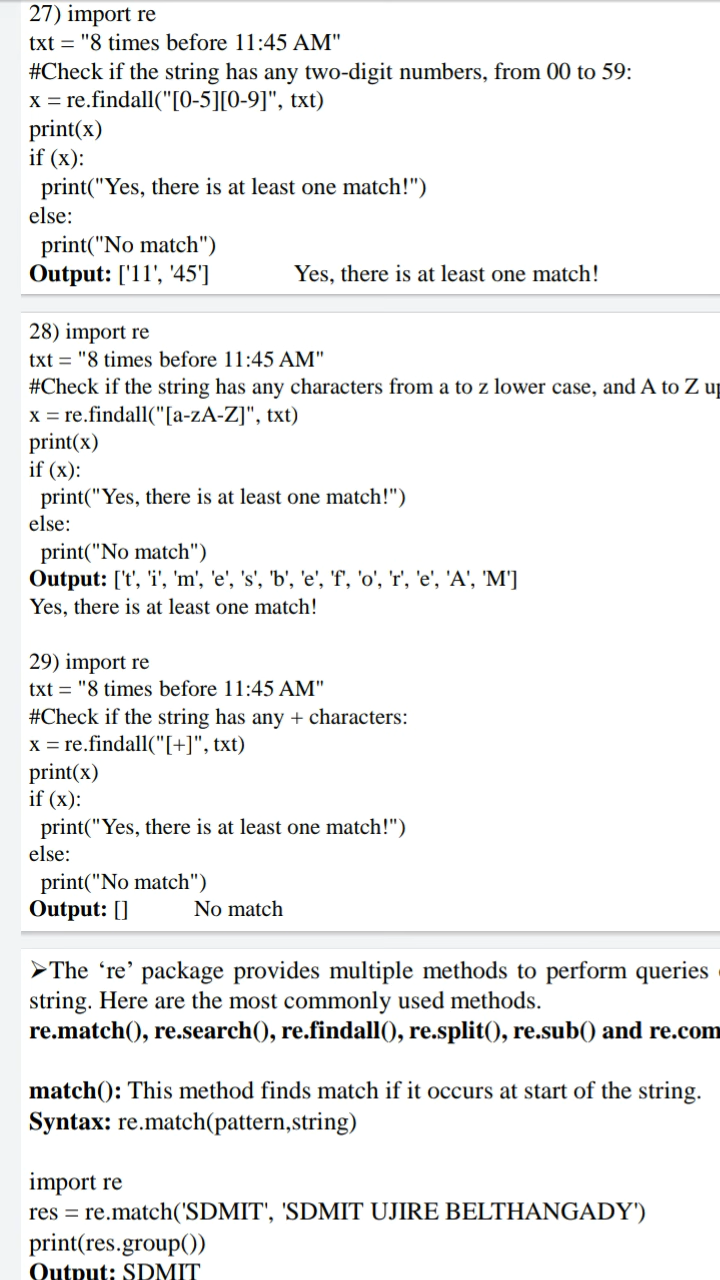 27) import re
txt = "8 times before 11:45 AM"
#Check if the string has any two-digit numbers, from 00 to 59:
x = re.findall("[0-5][0-9]", txt)
print(x)
if (x):
  print("Yes, there is at least one match!")
else:
  print("No match")
Output: ['11', '45'] Yes, there is at least one match!
28) import re
txt = "8 times before 11:45 AM"
#Check if the string has any characters from a to z lower case, and A to Z
x = re.findall("[a-zA-Z]", txt)
print(x)
if (x):
  print("Yes, there is at least one match!")
else:
  print("No match")
Output: ['t', 'i', 'm', 'e', 's', 'b', 'e', 'f', 'o', 'r', 'e', 'A', 'M']
Yes, there is at least one match!
29) import re
txt = "8 times before 11:45 AM"
#Check if the string has any + characters:
x = re.findall("[+]", txt)
print(x)
if (x):
  print("Yes, there is at least one match!")
else:
  print("No match")
Output: [] No match
➢The ‘re’ package provides multiple methods to perform queries
string. Here are the most commonly used methods.
re.match(), re.search(), re.findall(), re.split(), re.sub() and re.com
match(): This method finds match if it occurs at start of the string.
Syntax: re.match(pattern,string)
import re
res = re.match('SDMIT', 'SDMIT UJIRE BELTHANGADY')
print(res.group())
Output: SDMIT